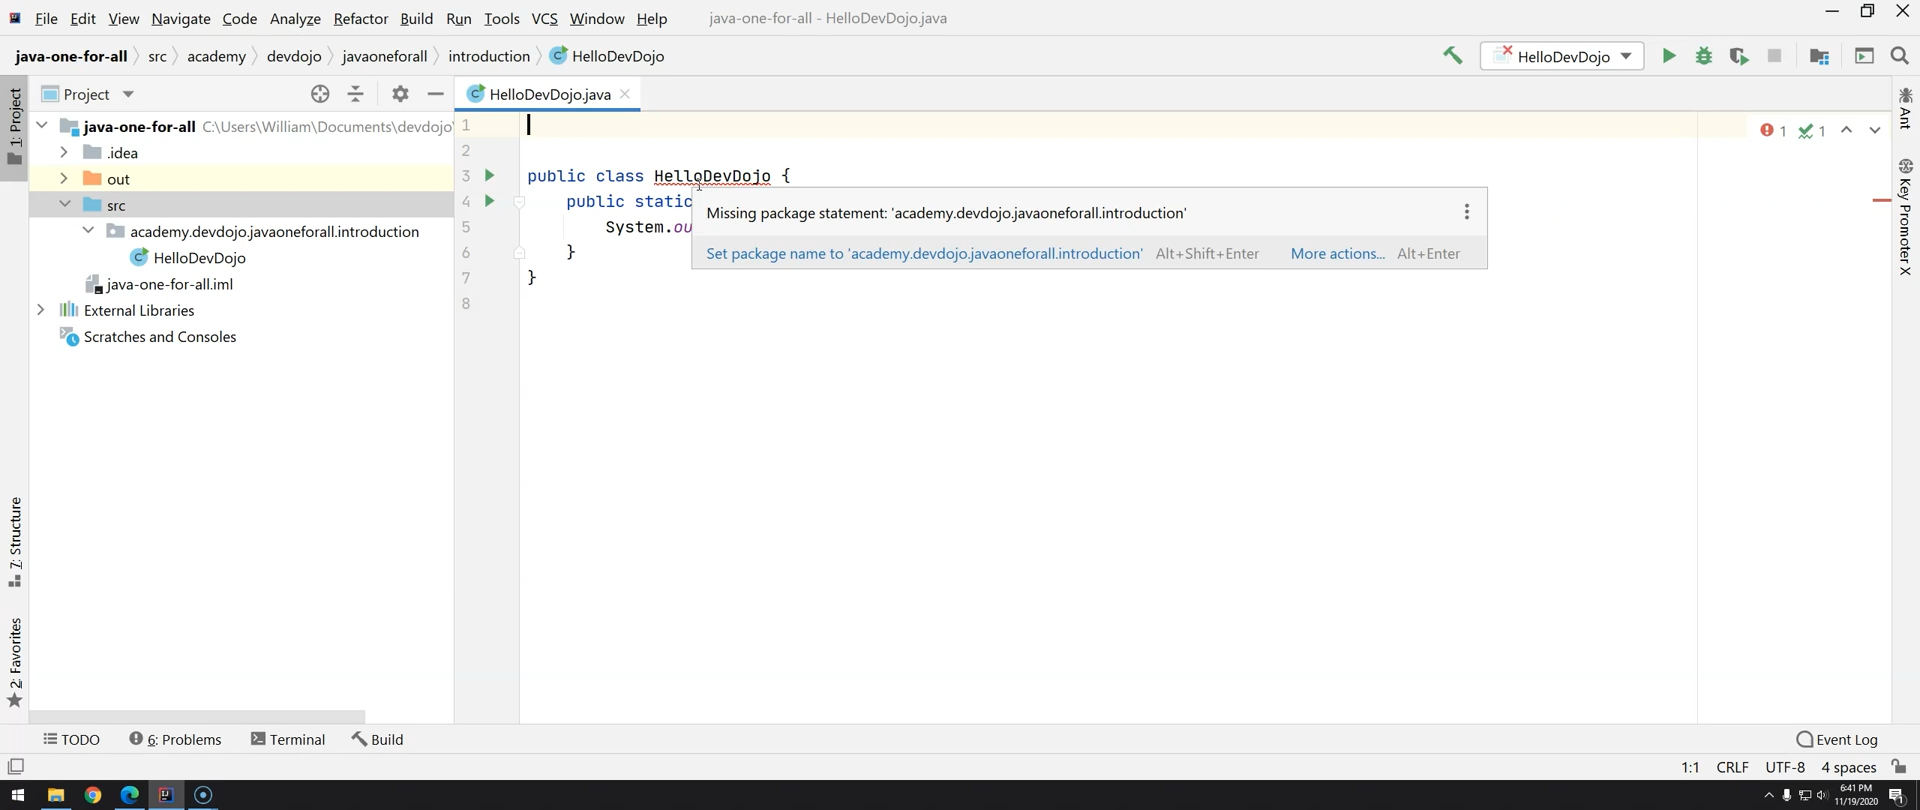 File Edit View Navigate Code Analyze Refactor Build Run Tools VCS Window Help java-one-for-all - HelloDevDojo.java
java-one-for-all src academy devdojo javaoneforall introduction HelloDevDojo HelloDevDojo
1: Project
Project
HelloDevDojo.java
java-one-for-all C:\Users\William\Documents\devdojo\
.idea
out
src
academy.devdojo.javaoneforall.introduction
HelloDevDojo
java-one-for-all.iml
External Libraries
Scratches and Consoles
7: Structure
2: Favorites
1
2
3 public class HelloDevDojo {
4 public static
5 System.ou
6 }
7 }
8
Missing package statement: 'academy.devdojo.javaoneforall.introduction'
Set package name to 'academy.devdojo.javaoneforall.introduction' Alt+Shift+Enter More actions... Alt+Enter
1 1
Ant
Key Promoter X
TODO 6: Problems Terminal Build Event Log
1:1 CRLF UTF-8 4 spaces
6:41 PM
11/19/2020
1